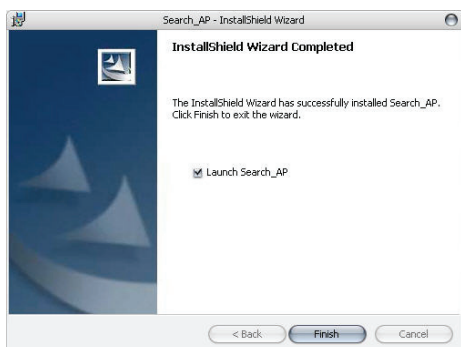 Search_AP - InstallShield Wizard
InstallShield Wizard Completed
The InstallShield Wizard has successfully installed Search_AP.
Click Finish to exit the wizard.
Launch Search_AP
< Back
Finish
Cancel